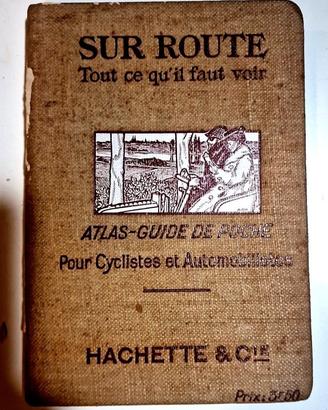 SUR ROUTE
Tout ce qu'il faut voir
ATLAS-GUIDE DE POCHE
Pour Cyclistes et Automobilistes
HACHETTE & CIE
Prix: 3F50